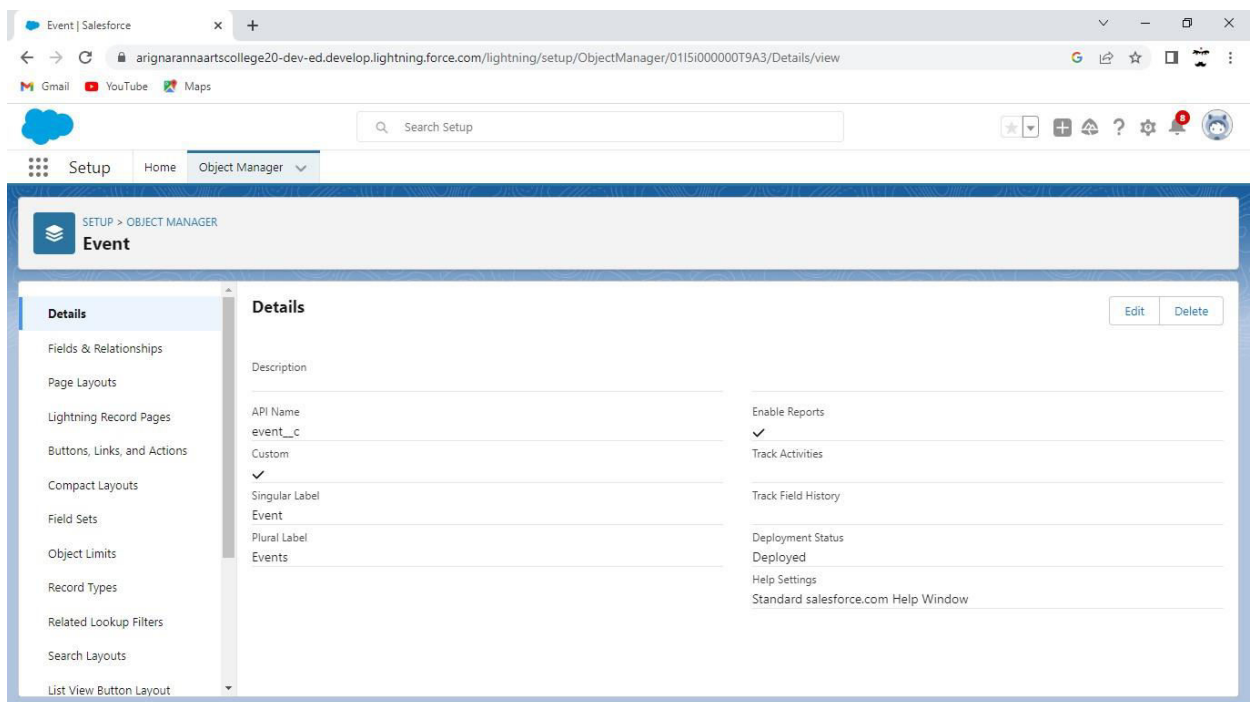 Event | Salesforce
arignarannaartscollege20-dev-ed.develop.lightning.force.com/lightning/setup/ObjectManager/01I5i000000T9A3/Details/view
Gmail YouTube Maps
Search Setup
8
Setup Home Object Manager
SETUP > OBJECT MANAGER
Event
Details
Fields & Relationships
Page Layouts
Lightning Record Pages
Buttons, Links, and Actions
Compact Layouts
Field Sets
Object Limits
Record Types
Related Lookup Filters
Search Layouts
List View Button Layout
Details
Edit Delete
Description
API Name
event__c
Custom
Singular Label
Event
Plural Label
Events
Enable Reports
Track Activities
Track Field History
Deployment Status
Deployed
Help Settings
Standard salesforce.com Help Window